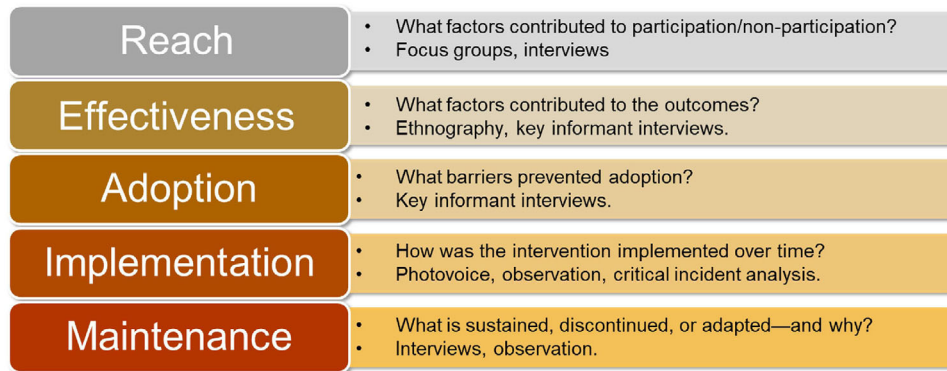 Reach
• What factors contributed to participation/non-participation?
• Focus groups, interviews
Effectiveness
• What factors contributed to the outcomes?
• Ethnography, key informant interviews.
Adoption
• What barriers prevented adoption?
• Key informant interviews.
Implementation
• How was the intervention implemented over time?
• Photovoice, observation, critical incident analysis.
Maintenance
• What is sustained, discontinued, or adapted—and why?
• Interviews, observation.